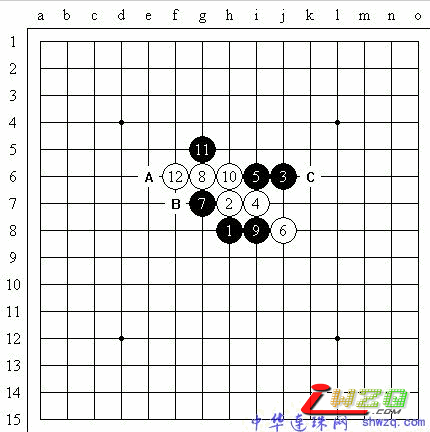 a b c d e f g h i j k l m n o
1
2
3
4
5 11
6 A 12 8 10 5 3 C
7 B 7 2 4
8 1 9 6
9
10
11
12
13
14
15
iwzq
中华连珠网 shwzq.com